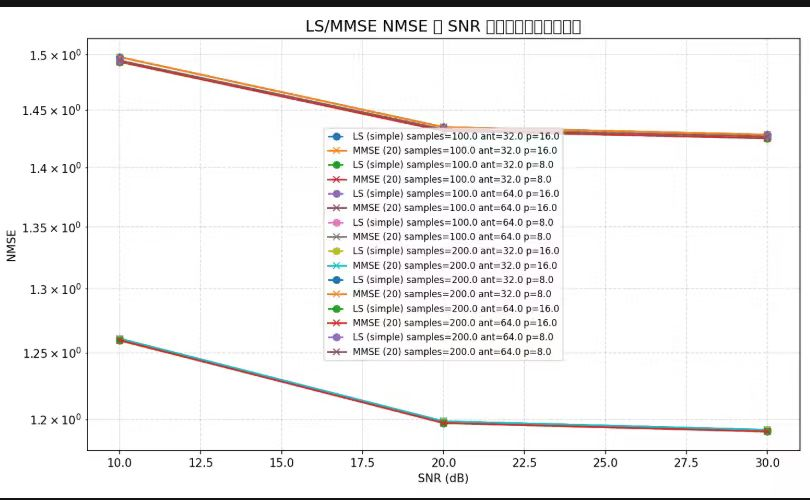 LS/MMSE NMSE SNR
1.5 × 10⁰
1.45 × 10⁰
1.4 × 10⁰
1.35 × 10⁰
1.3 × 10⁰
1.25 × 10⁰
1.2 × 10⁰
NMSE
LS (simple) samples=100.0 ant=32.0 p=16.0
MMSE (20) samples=100.0 ant=32.0 p=16.0
LS (simple) samples=100.0 ant=32.0 p=8.0
MMSE (20) samples=100.0 ant=32.0 p=8.0
LS (simple) samples=100.0 ant=64.0 p=16.0
MMSE (20) samples=100.0 ant=64.0 p=16.0
LS (simple) samples=100.0 ant=64.0 p=8.0
MMSE (20) samples=100.0 ant=64.0 p=8.0
LS (simple) samples=200.0 ant=32.0 p=16.0
MMSE (20) samples=200.0 ant=32.0 p=16.0
LS (simple) samples=200.0 ant=32.0 p=8.0
MMSE (20) samples=200.0 ant=32.0 p=8.0
LS (simple) samples=200.0 ant=64.0 p=16.0
MMSE (20) samples=200.0 ant=64.0 p=16.0
LS (simple) samples=200.0 ant=64.0 p=8.0
MMSE (20) samples=200.0 ant=64.0 p=8.0
10.0 12.5 15.0 17.5 20.0 22.5 25.0 27.5 30.0
SNR (dB)